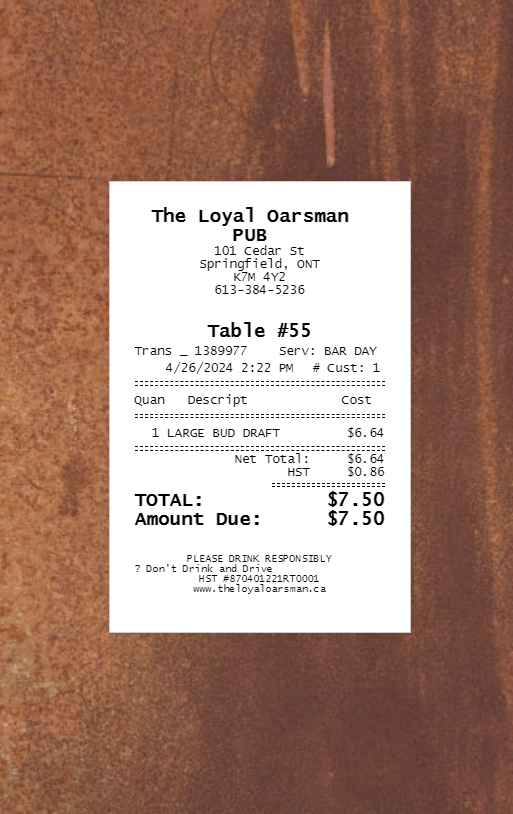 The Loyal Oarsman
PUB
101 Cedar St
Springfield, ONT
K7M 4Y2
613-384-5236
Table #55
Trans _ 1389977 Serv: BAR DAY
4/26/2024 2:22 PM # Cust: 1
Quan Descript Cost
1 LARGE BUD DRAFT $6.64
Net Total: $6.64
HST $0.86
TOTAL: $7.50
Amount Due: $7.50
PLEASE DRINK RESPONSIBLY
? Don't Drink and Drive
HST #870401221RT0001
www.theloyaloarsman.ca